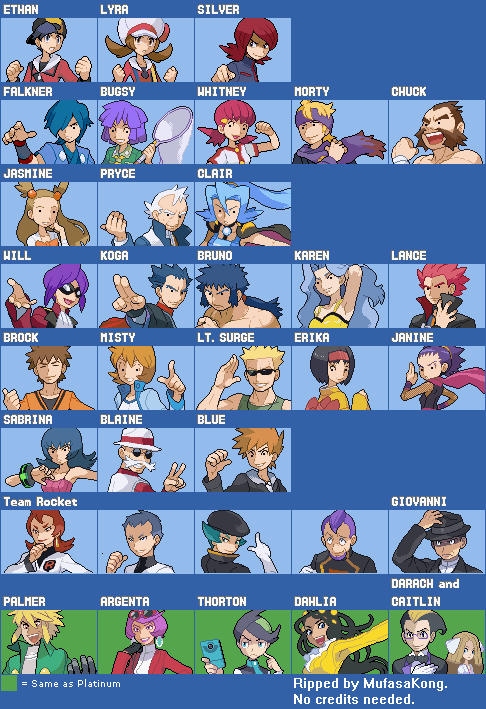 ETHAN LYRA SILVER
FALKNER BUGSY WHITNEY MORTY CHUCK
JASMINE PRYCE CLAIR
WILL KOGA BRUNO KAREN LANCE
BROCK MISTY LT. SURGE ERIKA JANINE
SABRINA BLAINE BLUE
Team Rocket GIOVANNI
DARACH and
PALMER ARGENTA THORTON DAHLIA CAITLIN
= Same as Platinum
Ripped by MufasaKong.
No credits needed.